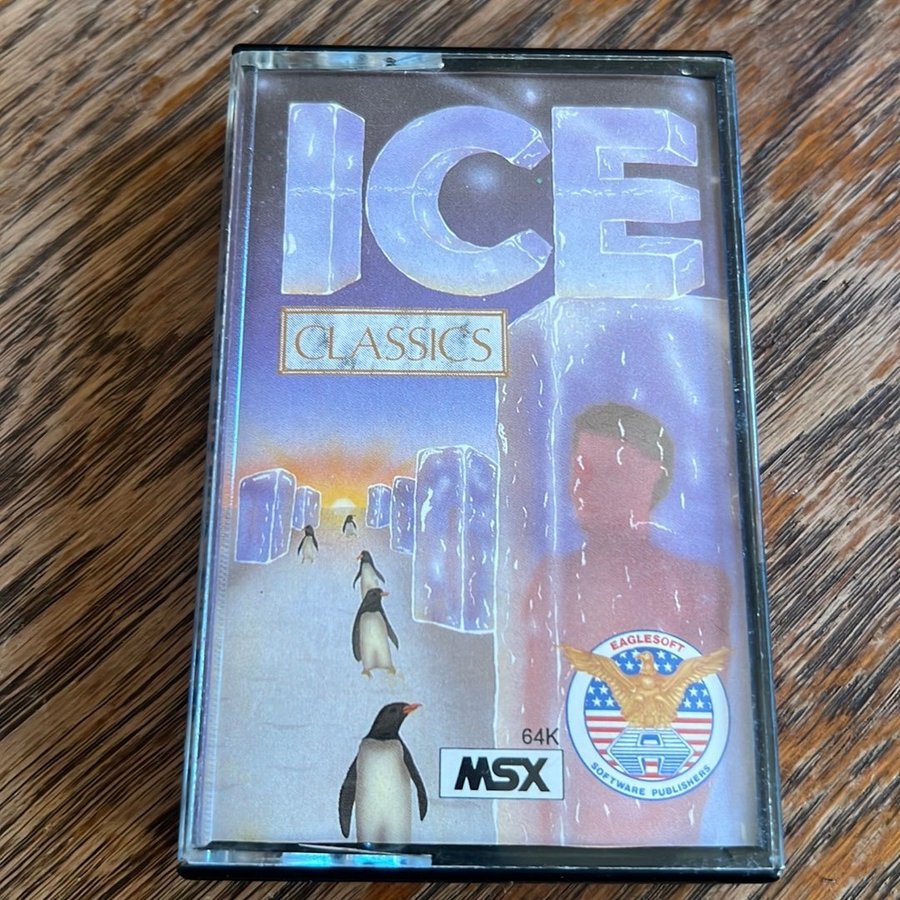 ICE
CLASSICS
EAGLESOFT
64K
MSX
SOFTWARE PUBLISHERS